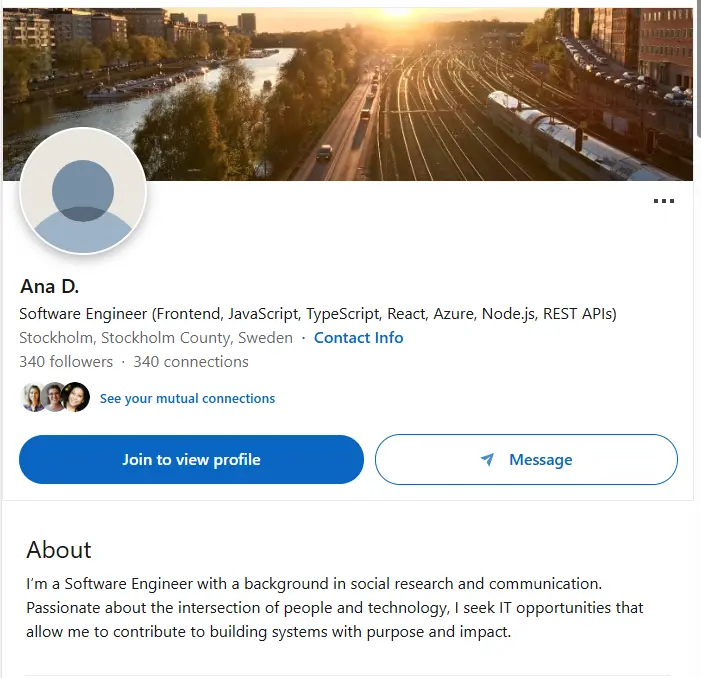 Ana D.
Software Engineer (Frontend, JavaScript, TypeScript, React, Azure, Node.js, REST APIs)
Stockholm, Stockholm County, Sweden · Contact Info
340 followers · 340 connections
See your mutual connections
Join to view profile
Message
About
I'm a Software Engineer with a background in social research and communication.
Passionate about the intersection of people and technology, I seek IT opportunities that
allow me to contribute to building systems with purpose and impact.